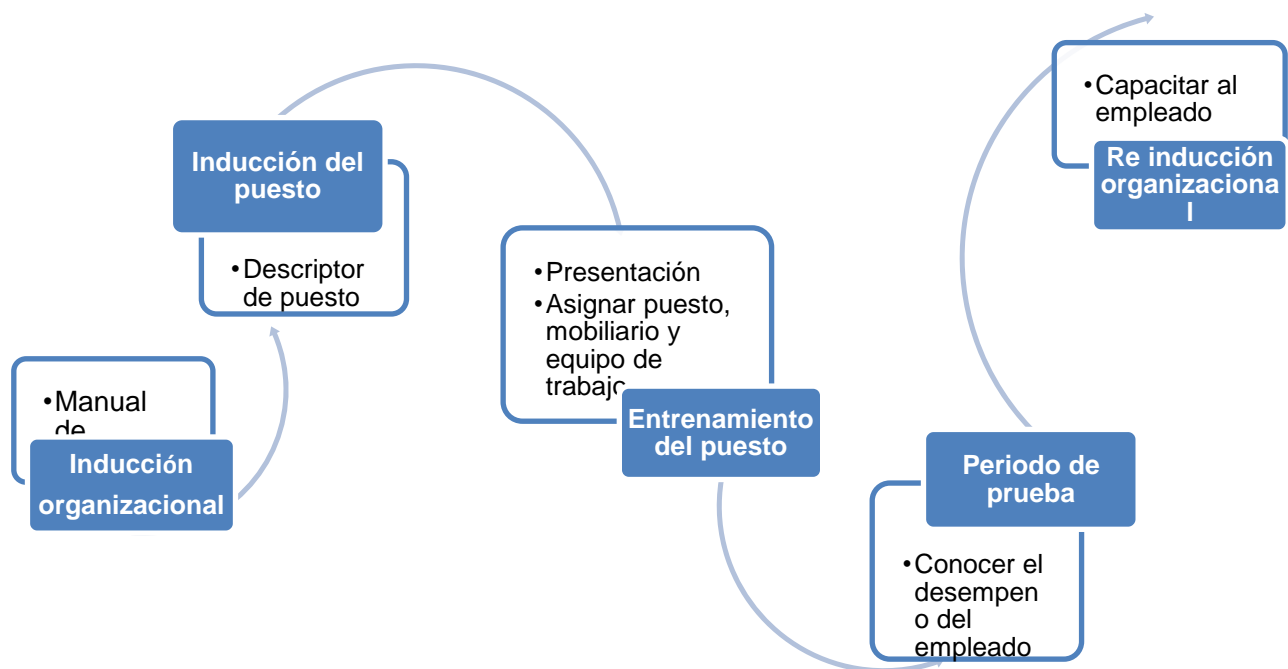 •Manual
de
Inducción
organizacional
Inducción del
puesto
•Descriptor
de puesto
•Presentación
•Asignar puesto,
mobiliario y
equipo de
trabajo
Entrenamiento
del puesto
Periodo de
prueba
•Conocer el
desempen
o del
empleado
•Capacitar al
empleado
Re inducción
organizaciona
l